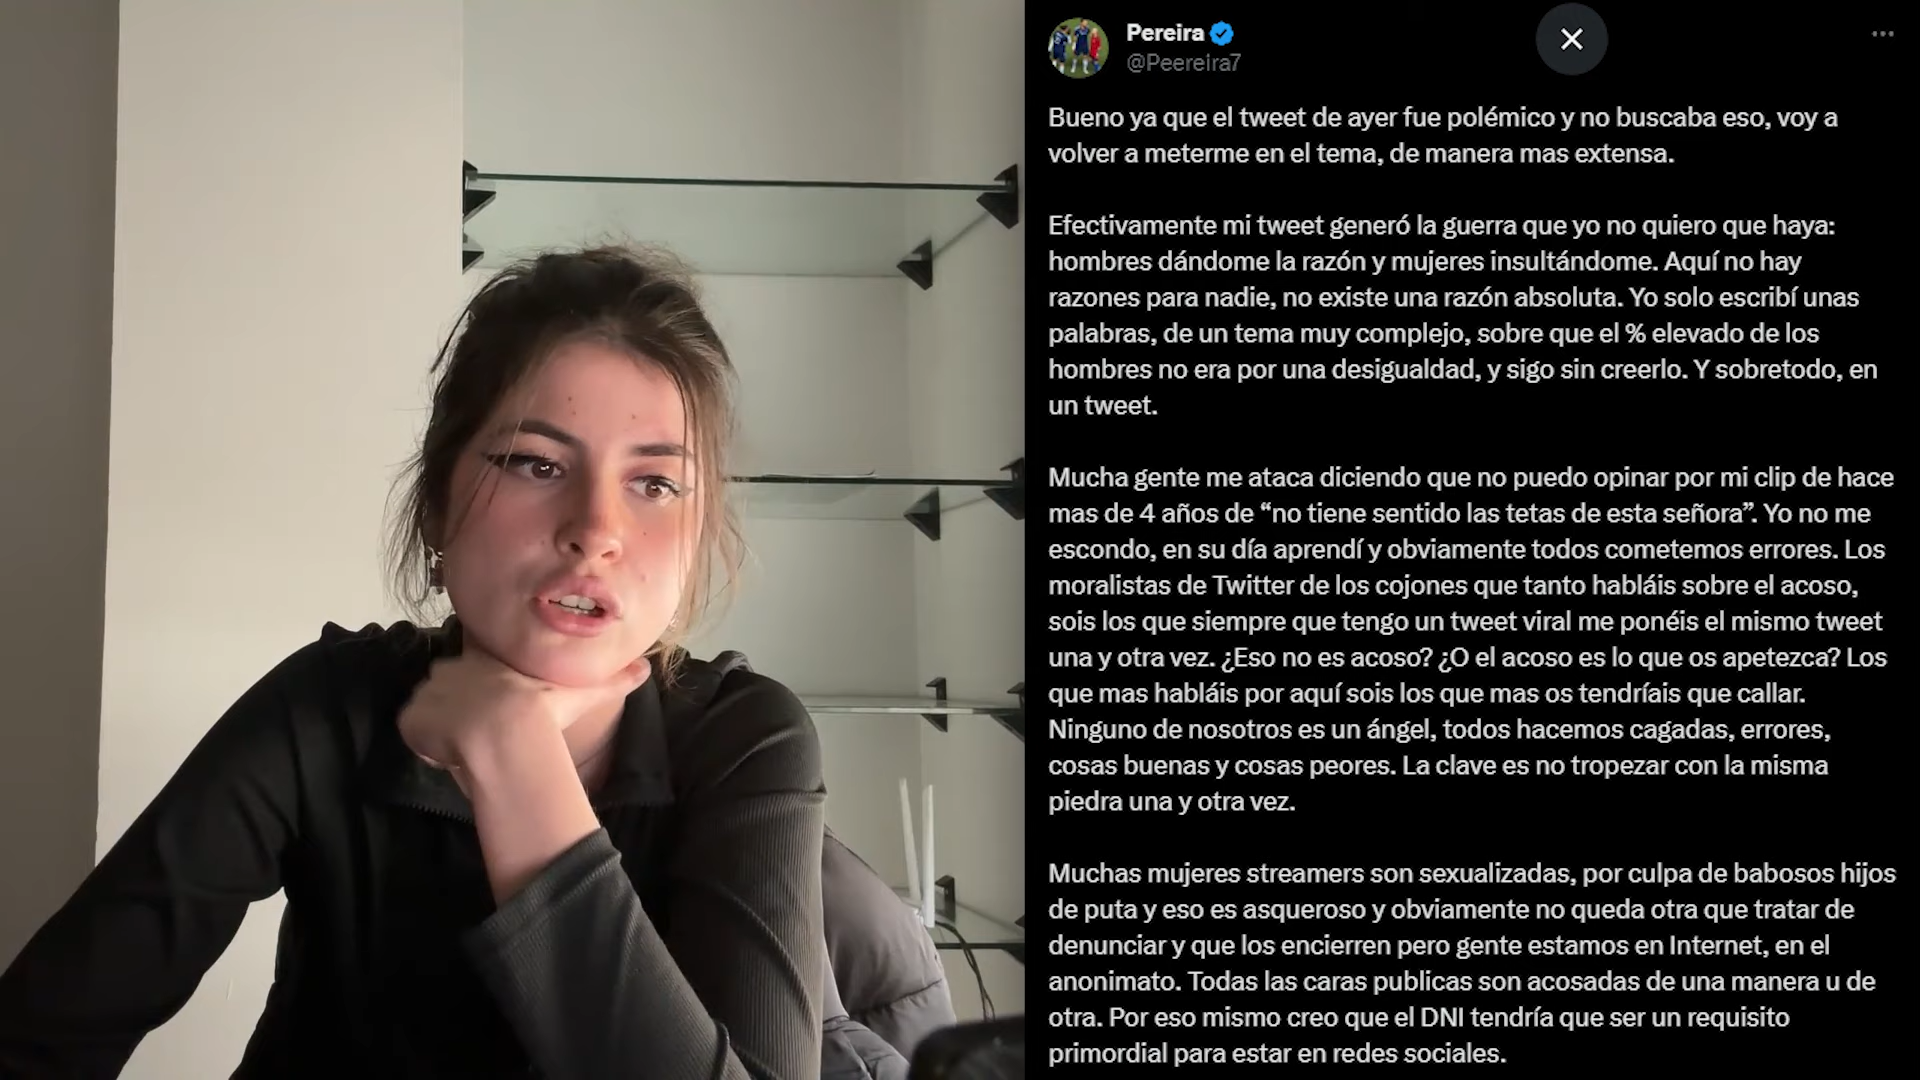 Pereira
@Peereira7
Bueno ya que el tweet de ayer fue polémico y no buscaba eso, voy a
volver a meterme en el tema, de manera mas extensa.
Efectivamente mi tweet generó la guerra que yo no quiero que haya:
hombres dándome la razón y mujeres insultándome. Aquí no hay
razones para nadie, no existe una razón absoluta. Yo solo escribí unas
palabras, de un tema muy complejo, sobre que el % elevado de los
hombres no era por una desigualdad, y sigo sin creerlo. Y sobretodo, en
un tweet.
Mucha gente me ataca diciendo que no puedo opinar por mi clip de hace
mas de 4 años de “no tiene sentido las tetas de esta señora”. Yo no me
escondo, en su día aprendí y obviamente todos cometemos errores. Los
moralistas de Twitter de los cojones que tanto habláis sobre el acoso,
sois los que siempre que tengo un tweet viral me ponéis el mismo tweet
una y otra vez. ¿Eso no es acoso? ¿O el acoso es lo que os apetezca? Los
que mas habláis por aquí sois los que mas os tendríais que callar.
Ninguno de nosotros es un ángel, todos hacemos cagadas, errores,
cosas buenas y cosas peores. La clave es no tropezar con la misma
piedra una y otra vez.
Muchas mujeres streamers son sexualizadas, por culpa de babosos hijos
de puta y eso es asqueroso y obviamente no queda otra que tratar de
denunciar y que los encierren pero gente estamos en Internet, en el
anonimato. Todas las caras publicas son acosadas de una manera u de
otra. Por eso mismo creo que el DNI tendría que ser un requisito
primordial para estar en redes sociales.